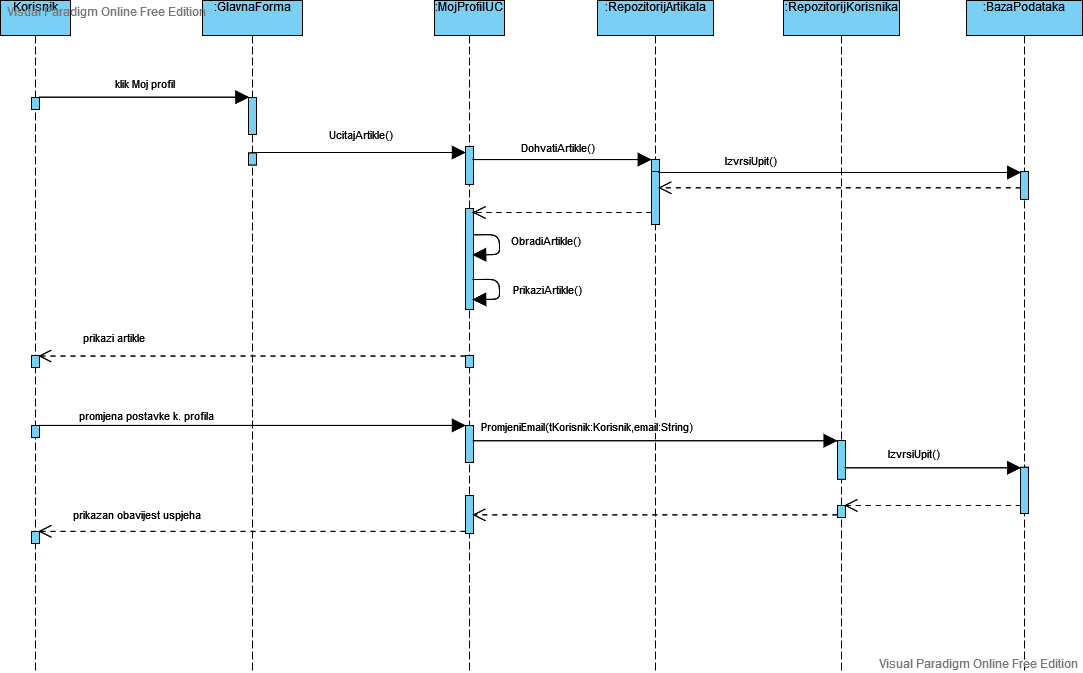 Korisnik
Visual Paradigm Online Free Edition
:GlavnaForma
:MojProfilUC
:RepozitorijArtikala
:RepozitorijKorisnika
:BazaPodataka
klik Moj profil
UcitajArtikle()
DohvatiArtikle()
IzvrsiUpit()
ObradiArtikle()
PrikaziArtikle()
prikazi artikle
promjena postavke k. profila
PromjeniEmail(tKorisnik:Korisnik,email:String)
IzvrsiUpit()
prikazan obavijest uspjeha
Visual Paradigm Online Free Edition